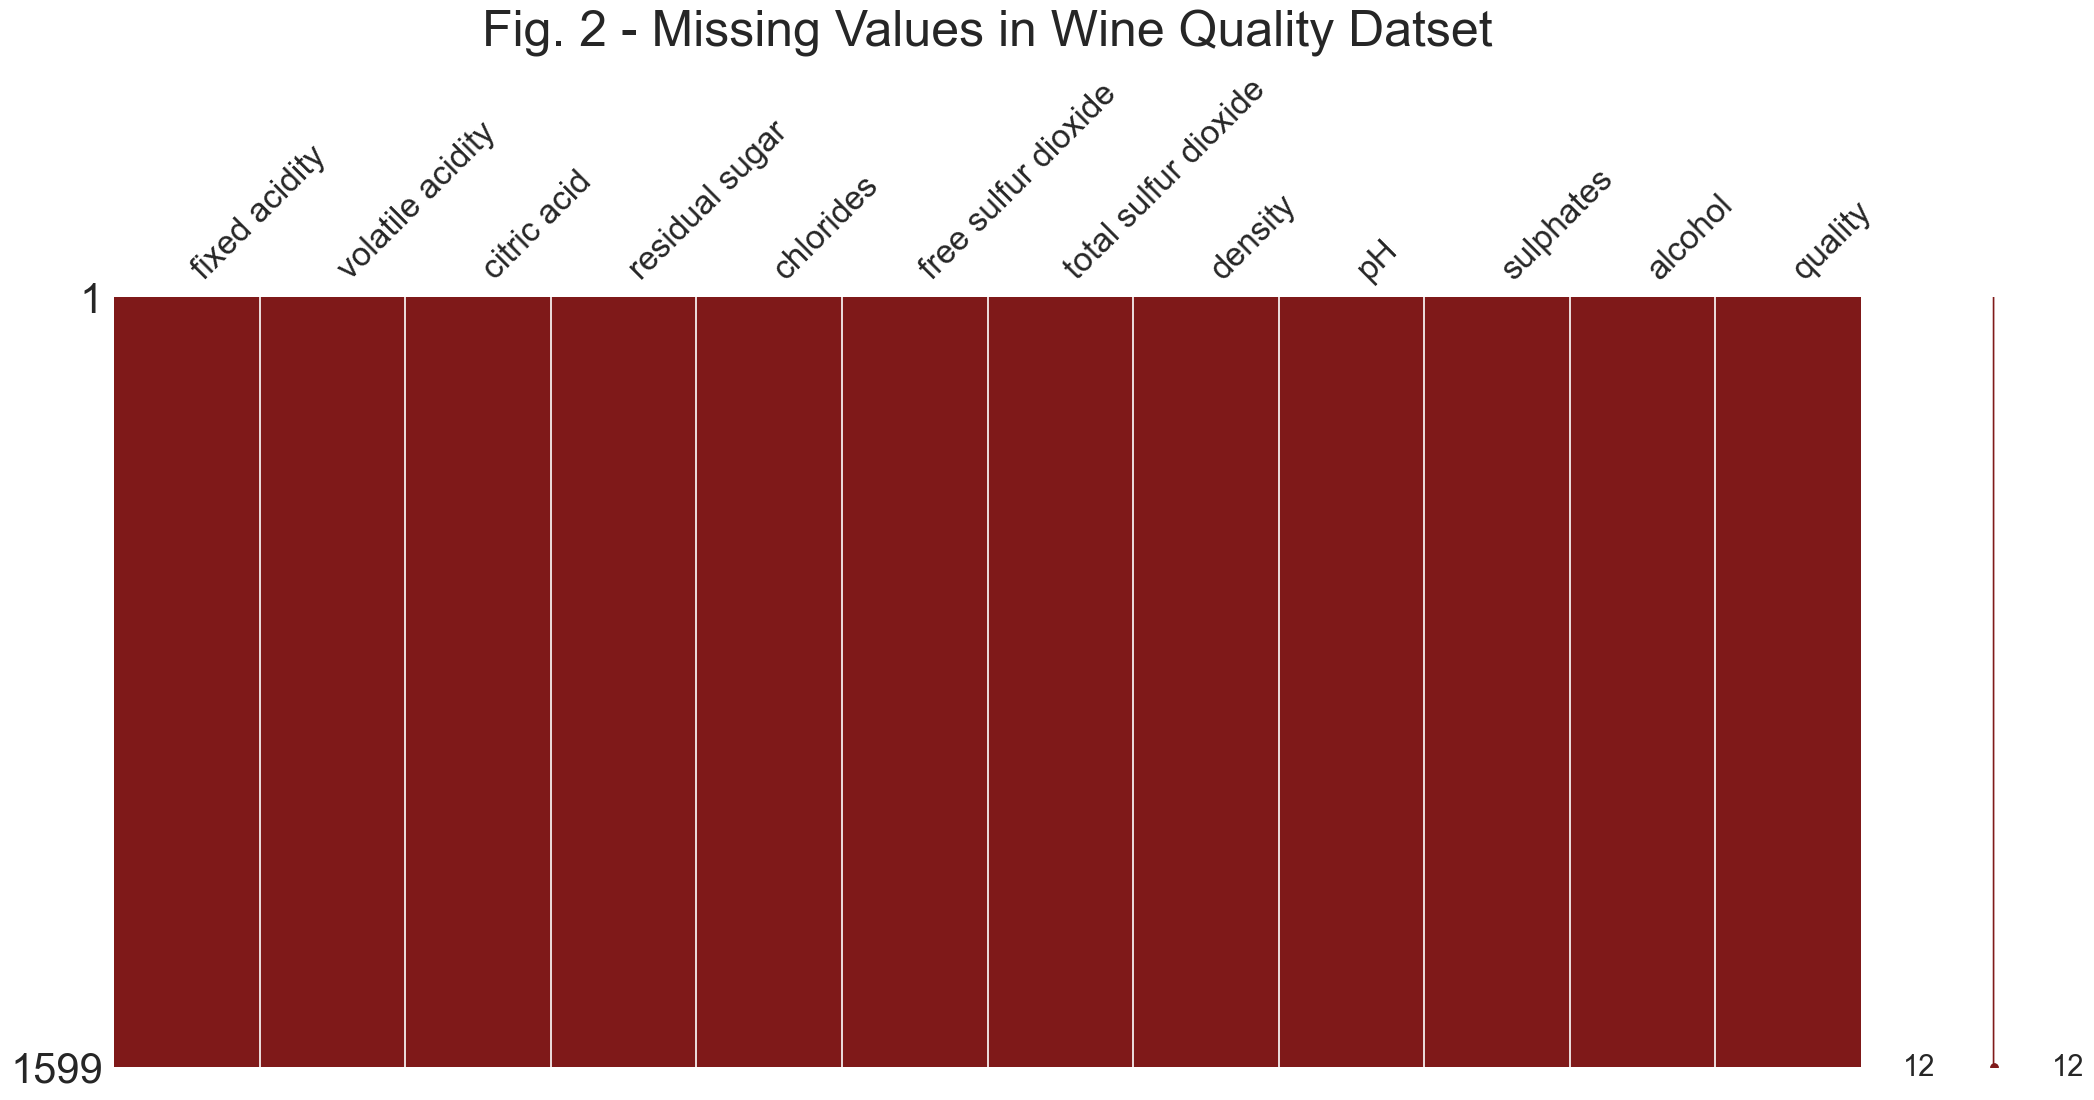 Fig. 2 - Missing Values in Wine Quality Datset
fixed acidity
volatile acidity
citric acid
residual sugar
chlorides
free sulfur dioxide
total sulfur dioxide
density
pH
sulphates
alcohol
quality
1
1599
12
12